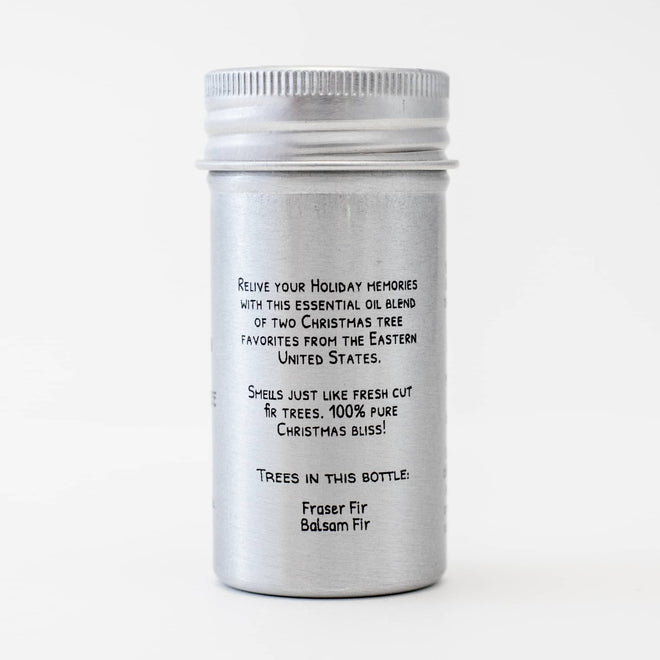 Relive your Holiday memories
with this essential oil blend
of two Christmas tree
favorites from the Eastern
United States.
Smells just like fresh cut
fir trees. 100% pure
Christmas bliss!
Trees in this bottle:
Fraser Fir
Balsam Fir